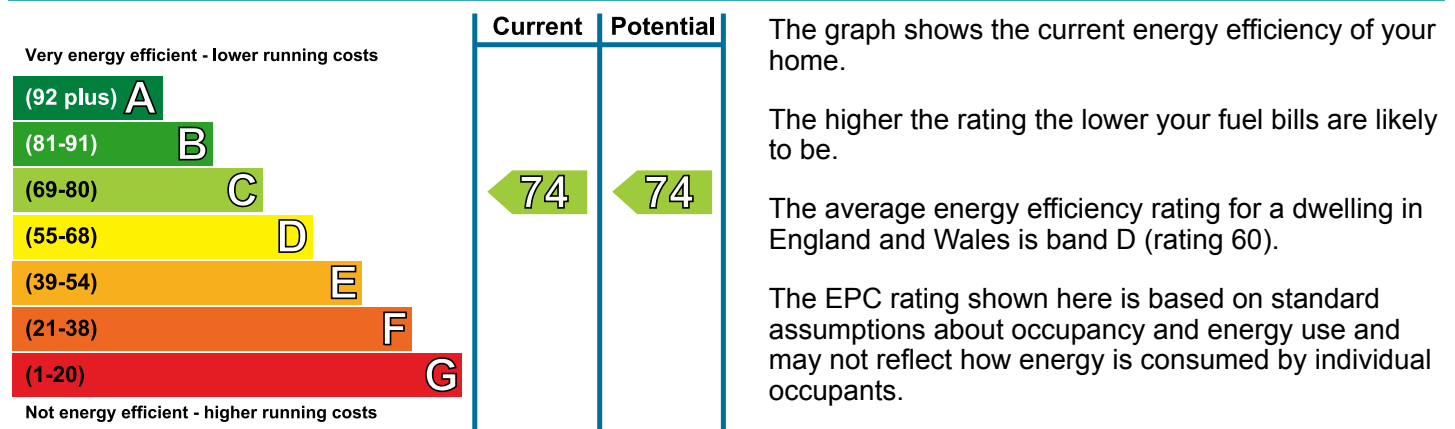 Current Potential
Very energy efficient - lower running costs
(92 plus) A
(81-91) B
(69-80) C
74 74
(55-68) D
(39-54) E
(21-38) F
(1-20) G
Not energy efficient - higher running costs
The graph shows the current energy efficiency of your
home.
The higher the rating the lower your fuel bills are likely
to be.
The average energy efficiency rating for a dwelling in
England and Wales is band D (rating 60).
The EPC rating shown here is based on standard
assumptions about occupancy and energy use and
may not reflect how energy is consumed by individual
occupants.